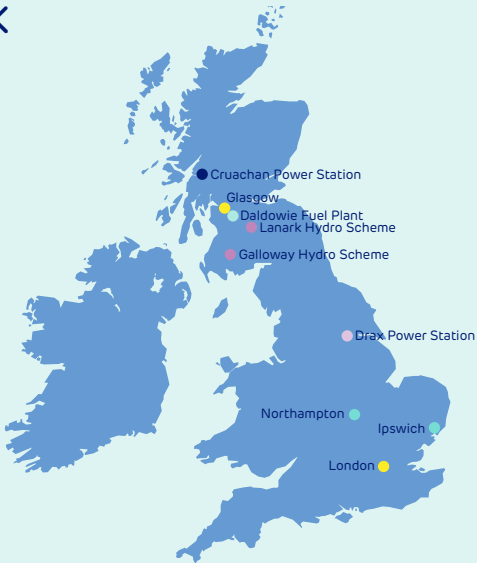 Cruachan Power Station
Glasgow
Daldowie Fuel Plant
Lanark Hydro Scheme
Galloway Hydro Scheme
Drax Power Station
Northampton
Ipswich
London